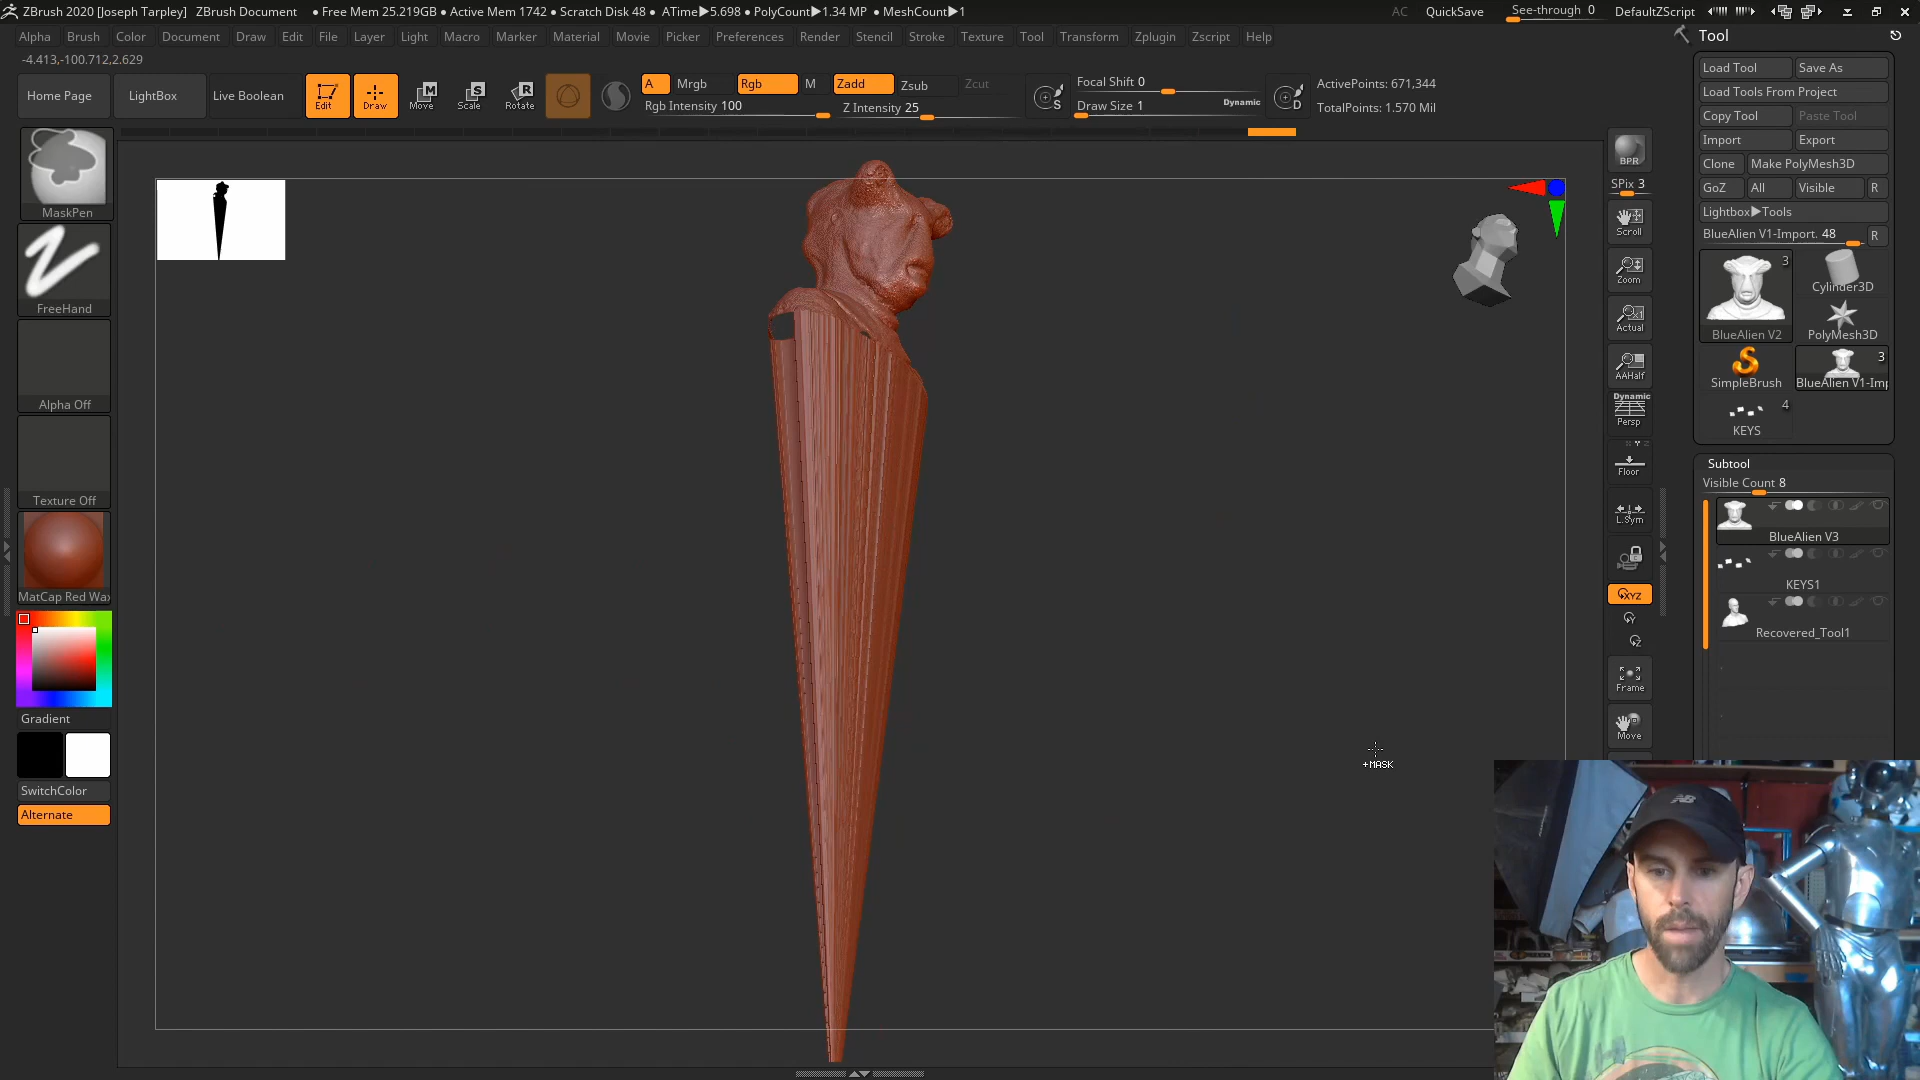 ZBrush 2020 [Joseph Tarpley] ZBrush Document • Free Mem 25.219GB • Active Mem 1742 • Scratch Disk 48 • ATime▶5.698 • PolyCount▶1.34 MP • MeshCount▶1 AC QuickSave See-through 0 DefaultZScript
Alpha Brush Color Document Draw Edit File Layer Light Macro Marker Material Movie Picker Preferences Render Stencil Stroke Texture Tool Transform Zplugin Zscript Help
-4.413,-100.712,2.629
Home Page LightBox Live Boolean Edit Draw Move Scale Rotate
A Mrgb Rgb M Zadd Zsub Zcut
Rgb Intensity 100 Z Intensity 25
S Focal Shift 0
Draw Size 1 Dynamic D
ActivePoints: 671,344
TotalPoints: 1.570 Mil
MaskPen
FreeHand
Alpha Off
Texture Off
MatCap Red Wax
Gradient
SwitchColor
Alternate
+MASK
BPR
SPix 3
Scroll
Zoom
Actual
AAHalf
Dynamic
Persp
Floor
L.Sym
XYZ
Y
Z
Frame
Move
Tool
Load Tool Save As
Load Tools From Project
Copy Tool Paste Tool
Import Export
Clone Make PolyMesh3D
GoZ All Visible R
Lightbox▶Tools
BlueAlien V1-Import. 48 R
3
BlueAlien V2
Cylinder3D
PolyMesh3D
SimpleBrush
3
BlueAlien V1-Imp
4
KEYS
Subtool
Visible Count 8
BlueAlien V3
KEYS1
Recovered_Tool1